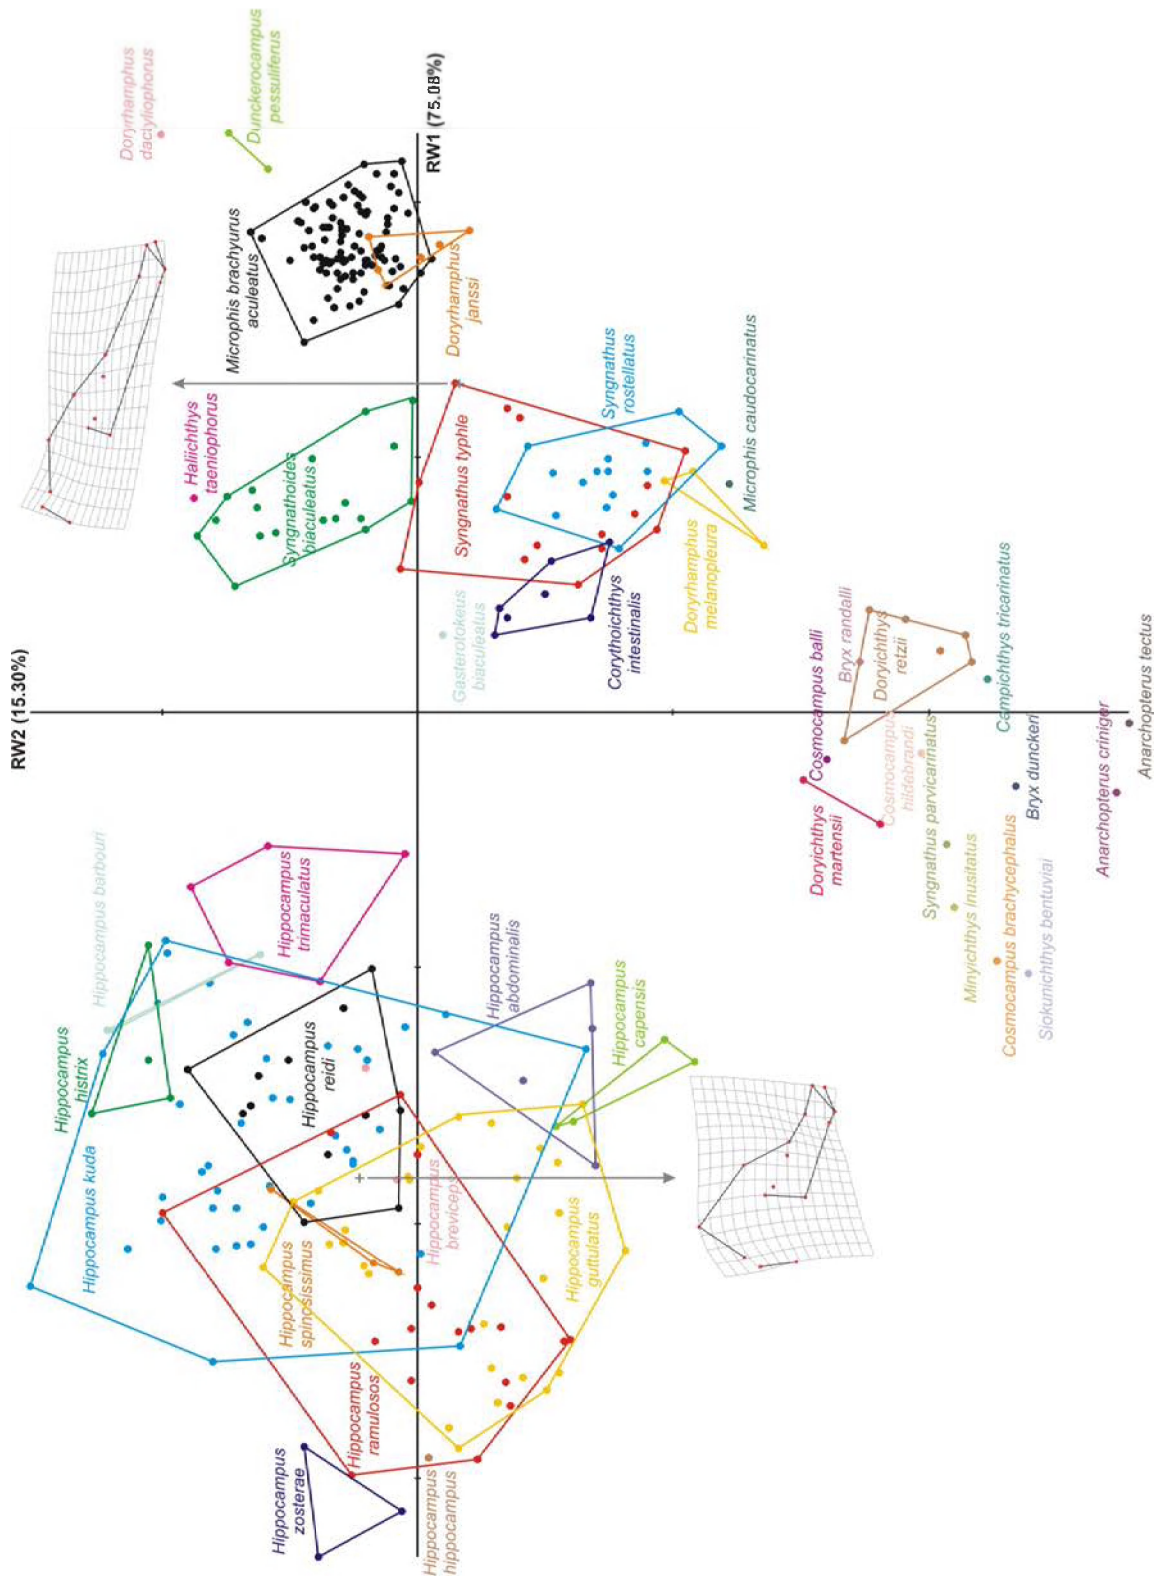 RW2 (15.30%)
RW1 (75.08%)
Hippocampus
zosterae
Hippocampus
hippocampus
Hippocampus
ramulosos
Hippocampus kuda
Hippocampus
spinosissimus
Hippocampus
histrix
Hippocampus barbouri
Hippocampus
reidi
Hippocampus
breviceps
Hippocampus
guttulatus
Hippocampus
trimaculatus
Hippocampus
abdominalis
Hippocampus
capensis
Gasterotokeus
biaculeatus
Corythoichthys
intestinalis
Syngnathoides
biaculeatus
Haliichthys
taeniophorus
Syngnathus typhle
Syngnathus
rostellatus
Doryrhamphus
melanopleura
Microphis caudocarinatus
Microphis brachyurus
aculeatus
Doryrhamphus
janssi
Doryrhamphus
dactyliophorus
Dunckerocampus
pessuliferus
Doryichthys
martensii
Cosmocampus balli
Bryx randalli
Doryichthys
retzii
Cosmocampus
hildebrandi
Syngnathus parvicarinatus
Minyichthys inusitatus
Cosmocampus brachycephalus
Siokunichthys bentuviai
Bryx dunckeri
Campichthys tricarinatus
Anarchopterus criniger
Anarchopterus tectus